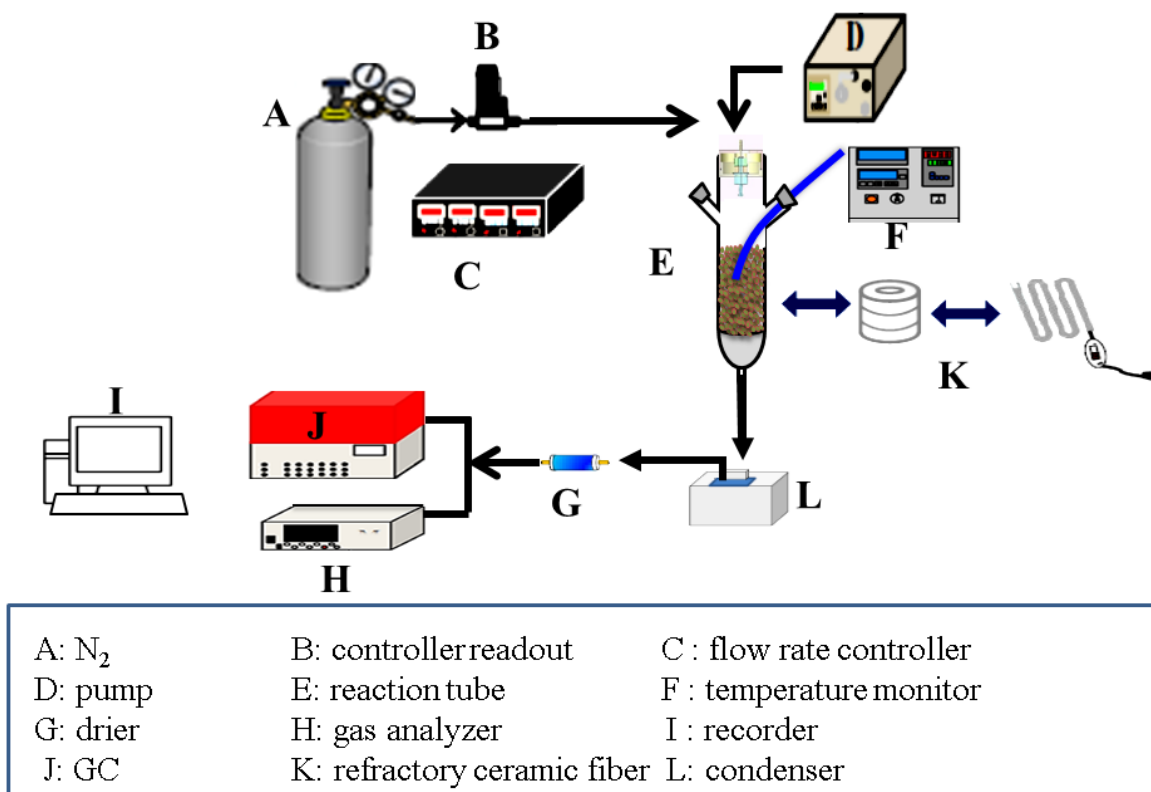 B
D
A
C
E
F
K
I
J
G
L
H
A: N₂
B: controller readout
C : flow rate controller
D: pump
E: reaction tube
F: temperature monitor
G: drier
H: gas analyzer
I : recorder
J: GC
K: refractory ceramic fiber
L: condenser